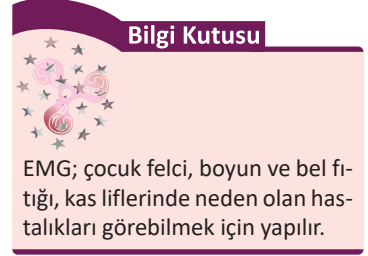 Bilgi Kutusu
EMG; çocuk felci, boyun ve bel fı-
tığı, kas liflerinde neden olan has-
talıkları görebilmek için yapılır.